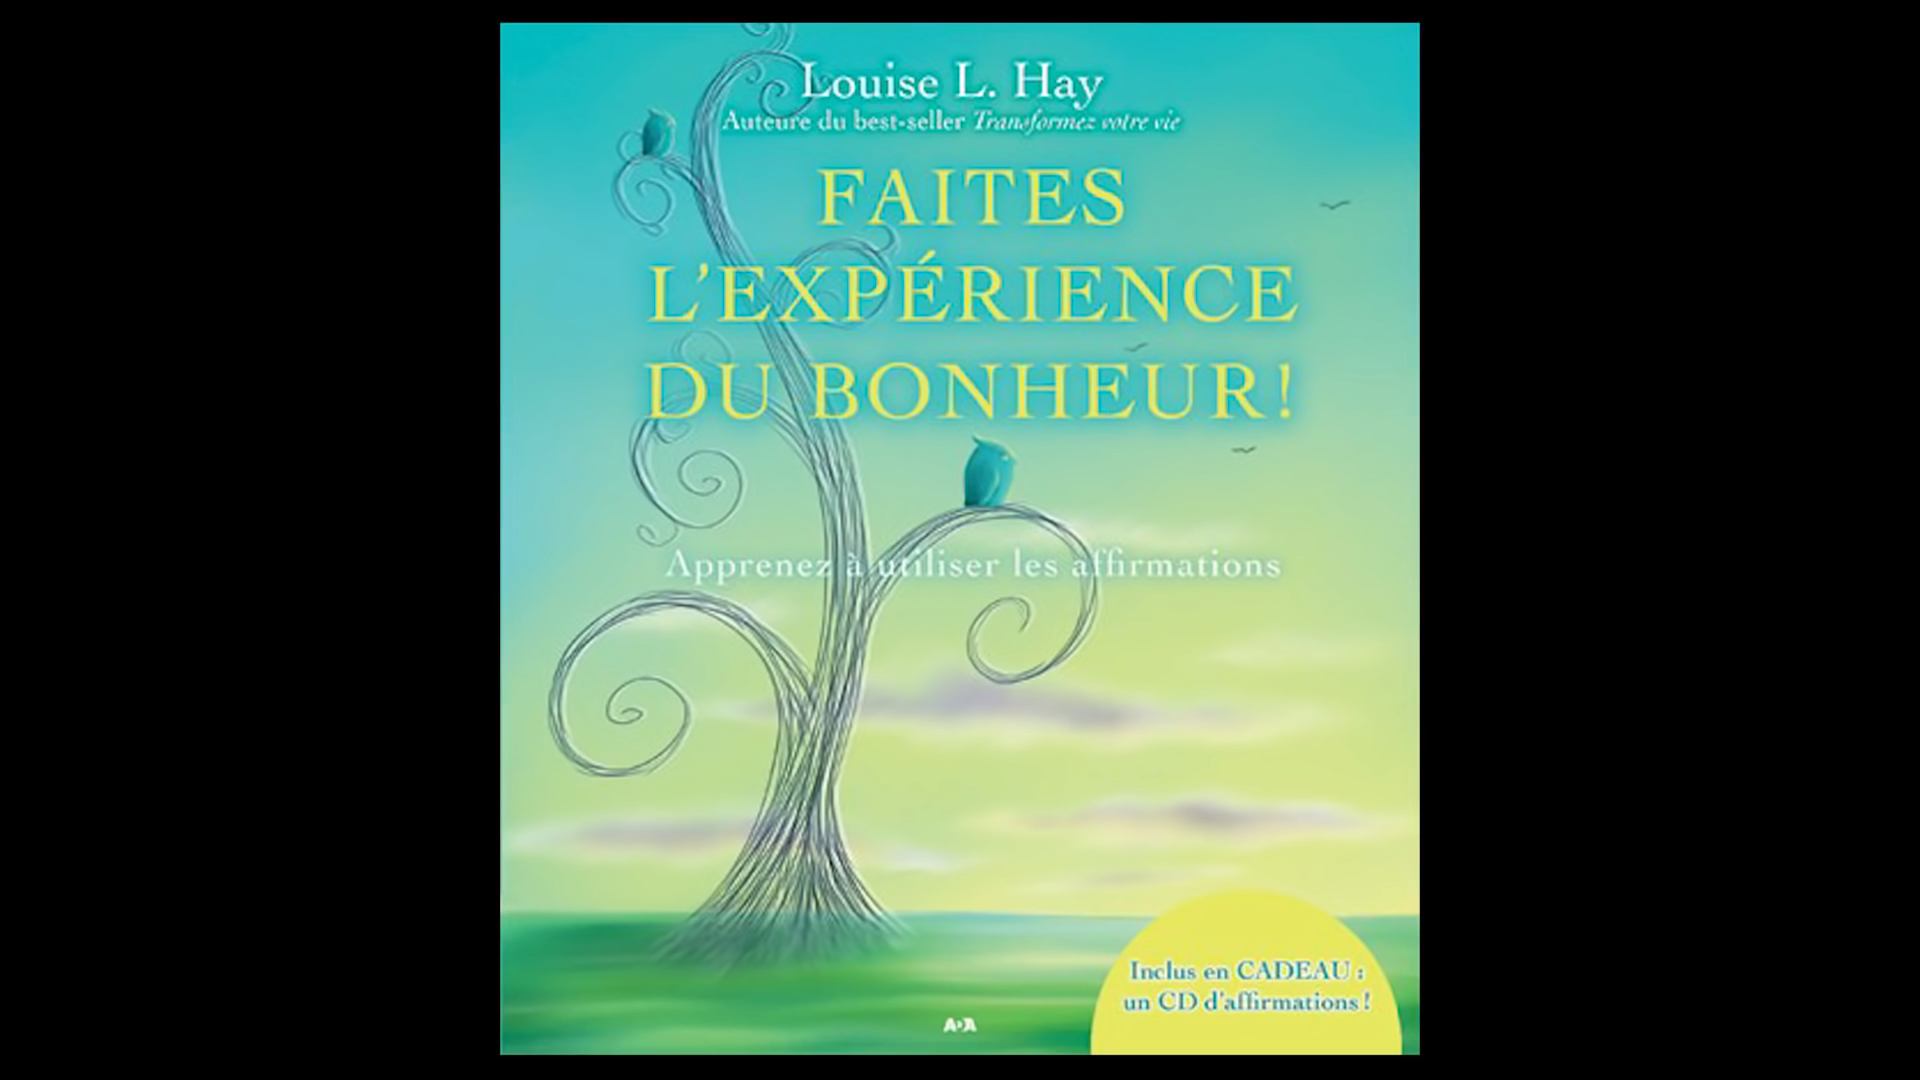 Louise L. Hay
Auteure du best-seller Transformez votre vie
FAITES
L'EXPÉRIENCE
DU BONHEUR!
Apprenez à utiliser les affirmations
Inclus en CADEAU :
un CD d'affirmations!
ADA